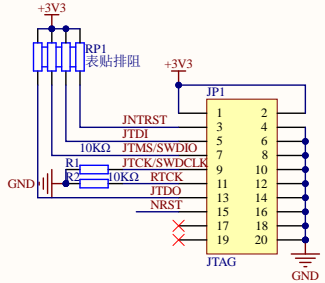 +3V3
RP1
表贴排阻
+3V3
JP1
1 2
JNTRST 3 4
JTDI 5 6
10KΩ JTMS/SWDIO 7 8
R1 JTCK/SWDCLK 9 10
GND R2 10KΩ RTCK 11 12
JTDO 13 14
NRST 15 16
17 18
19 20
JTAG
GND